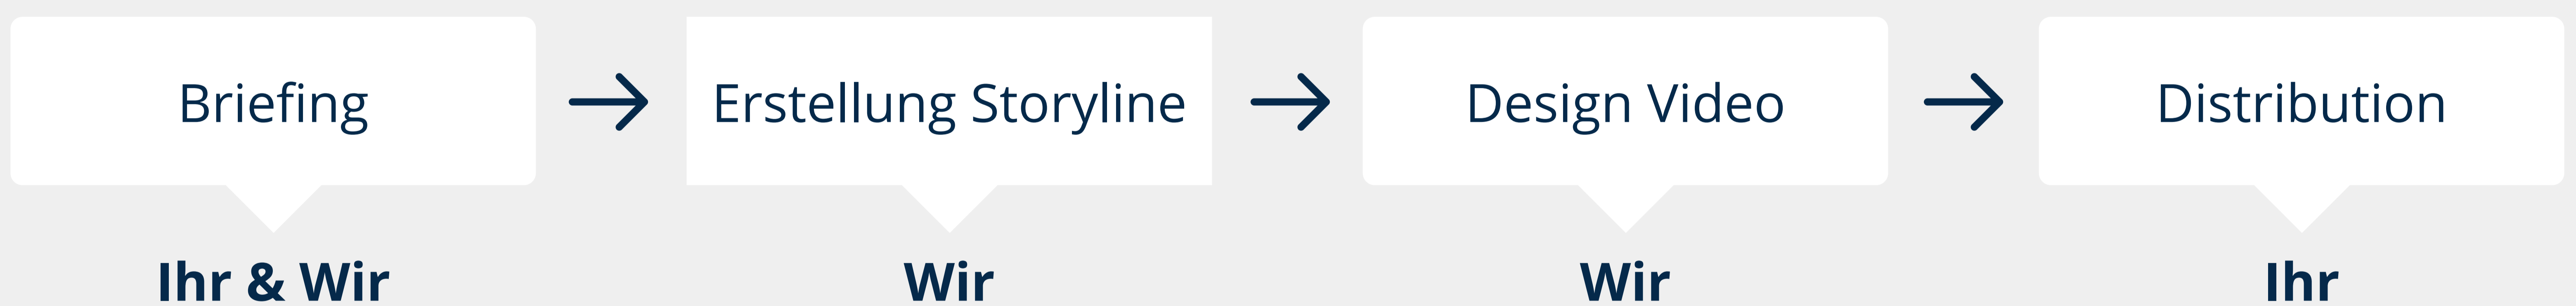 Briefing
Erstellung Storyline
Design Video
Distribution
Ihr & Wir
Wir
Wir
Ihr